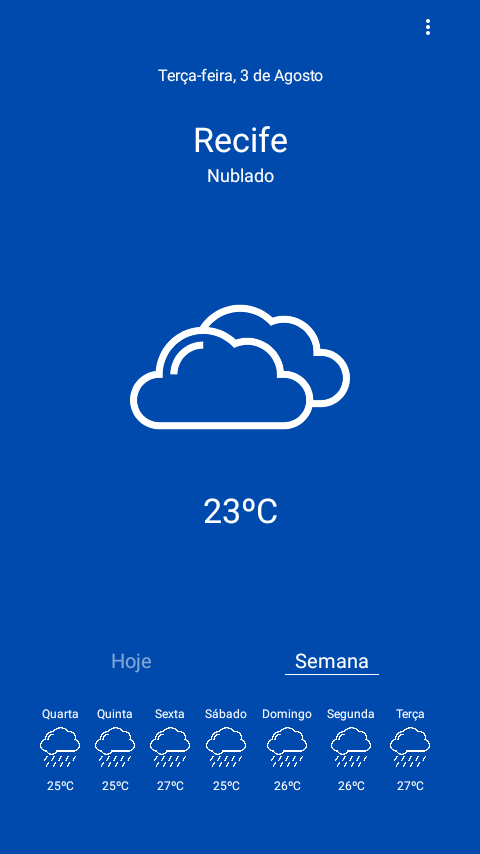 Terça-feira, 3 de Agosto
Recife
Nublado
23ºC
Hoje Semana
Quarta Quinta Sexta Sábado Domingo Segunda Terça
25ºC 25ºC 27ºC 25ºC 26ºC 26ºC 27ºC